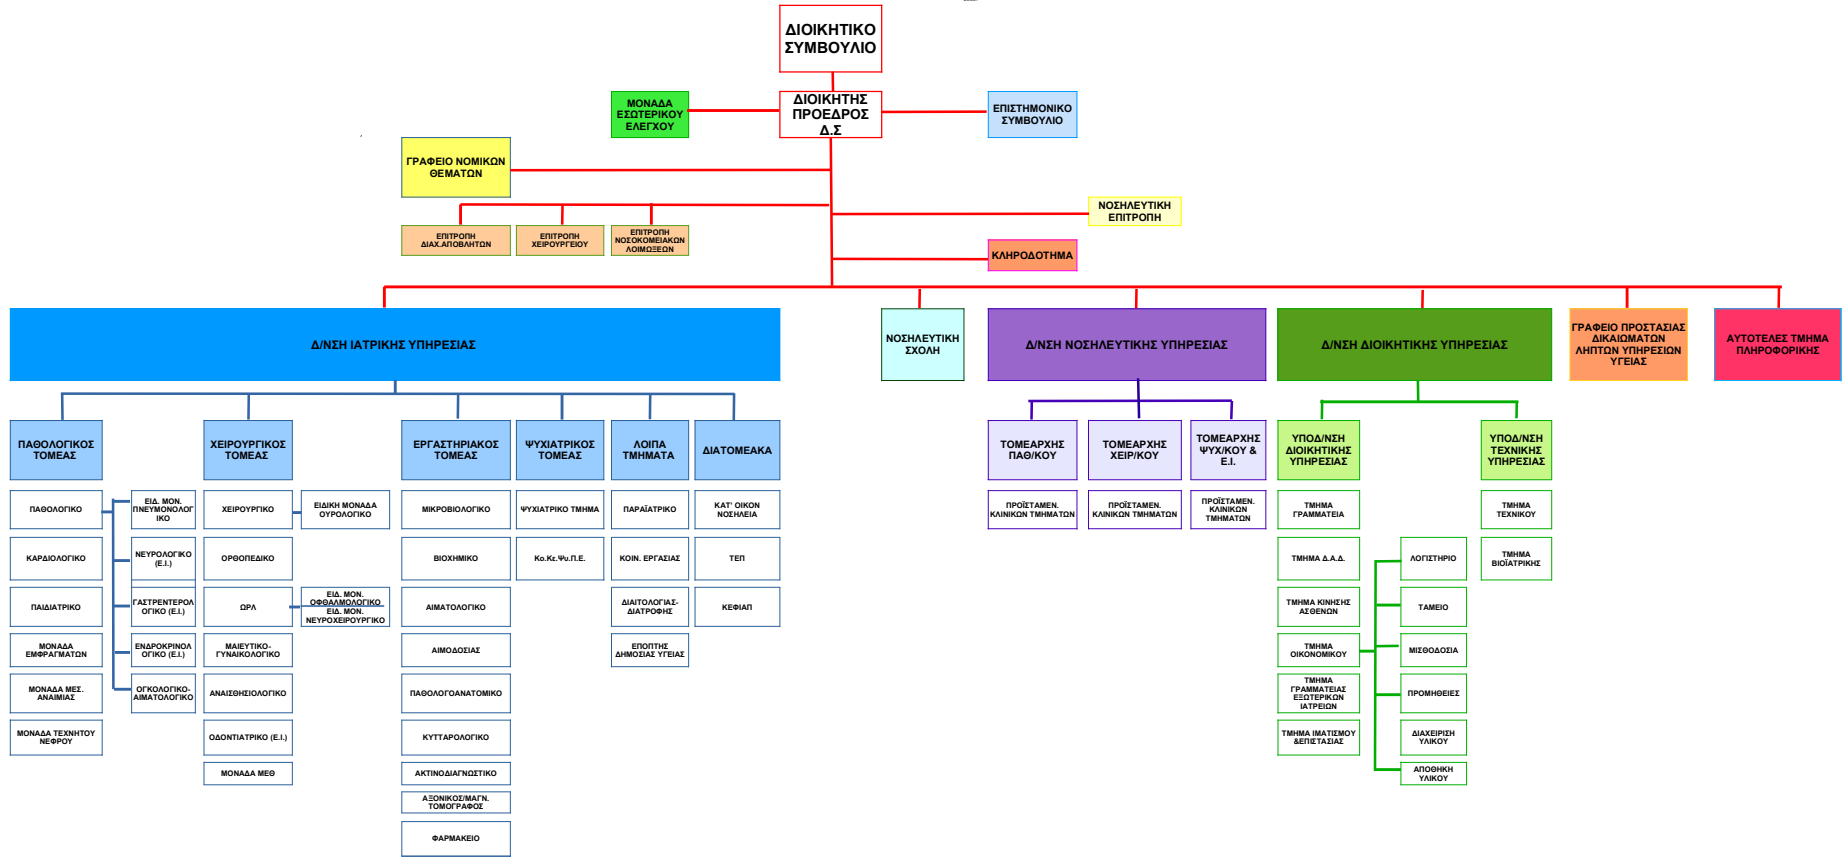 ΔΙΟΙΚΗΤΙΚΟ
ΣΥΜΒΟΥΛΙΟ
ΜΟΝΑΔΑ
ΕΣΩΤΕΡΙΚΟΥ
ΕΛΕΓΧΟΥ
ΔΙΟΙΚΗΤΗΣ
ΠΡΟΕΔΡΟΣ
Δ.Σ
ΕΠΙΣΤΗΜΟΝΙΚΟ
ΣΥΜΒΟΥΛΙΟ
ΓΡΑΦΕΙΟ ΝΟΜΙΚΩΝ
ΘΕΜΑΤΩΝ
ΝΟΣΗΛΕΥΤΙΚΗ
ΕΠΙΤΡΟΠΗ
ΕΠΙΤΡΟΠΗ
ΔΙΑΧ.ΑΠΟΒΛΗΤΩΝ
ΕΠΙΤΡΟΠΗ
ΧΕΙΡΟΥΡΓΕΙΟΥ
ΕΠΙΤΡΟΠΗ
ΝΟΣΟΚΟΜΕΙΑΚΩΝ
ΛΟΙΜΩΞΕΩΝ
ΚΛΗΡΟΔΟΤΗΜΑ
Δ/ΝΣΗ ΙΑΤΡΙΚΗΣ ΥΠΗΡΕΣΙΑΣ
ΝΟΣΗΛΕΥΤΙΚΗ
ΣΧΟΛΗ
Δ/ΝΣΗ ΝΟΣΗΛΕΥΤΙΚΗΣ ΥΠΗΡΕΣΙΑΣ
Δ/ΝΣΗ ΔΙΟΙΚΗΤΙΚΗΣ ΥΠΗΡΕΣΙΑΣ
ΓΡΑΦΕΙΟ ΠΡΟΣΤΑΣΙΑΣ
ΔΙΚΑΙΩΜΑΤΩΝ
ΛΗΠΤΩΝ ΥΠΗΡΕΣΙΩΝ
ΥΓΕΙΑΣ
ΑΥΤΟΤΕΛΕΣ ΤΜΗΜΑ
ΠΛΗΡΟΦΟΡΙΚΗΣ
ΠΑΘΟΛΟΓΙΚΟΣ
ΤΟΜΕΑΣ
ΧΕΙΡΟΥΡΓΙΚΟΣ
ΤΟΜΕΑΣ
ΕΡΓΑΣΤΗΡΙΑΚΟΣ
ΤΟΜΕΑΣ
ΨΥΧΙΑΤΡΙΚΟΣ
ΤΟΜΕΑΣ
ΛΟΙΠΑ
ΤΜΗΜΑΤΑ
ΔΙΑΤΟΜΕΑΚΑ
ΤΟΜΕΑΡΧΗΣ
ΠΑΘ/ΚΟΥ
ΤΟΜΕΑΡΧΗΣ
ΧΕΙΡ/ΚΟΥ
ΤΟΜΕΑΡΧΗΣ
ΨΥΧ/ΚΟΥ &
Ε.Ι.
ΥΠΟΔ/ΝΣΗ
ΔΙΟΙΚΗΤΙΚΗΣ
ΥΠΗΡΕΣΙΑΣ
ΥΠΟΔ/ΝΣΗ
ΤΕΧΝΙΚΗΣ
ΥΠΗΡΕΣΙΑΣ
ΠΑΘΟΛΟΓΙΚΟ
ΕΙΔ. ΜΟΝ.
ΠΝΕΥΜΟΝΟΛΟΓ
ΙΚΟ
ΧΕΙΡΟΥΡΓΙΚΟ
ΕΙΔΙΚΗ ΜΟΝΑΔΑ
ΟΥΡΟΛΟΓΙΚΟ
ΜΙΚΡΟΒΙΟΛΟΓΙΚΟ
ΨΥΧΙΑΤΡΙΚΟ ΤΜΗΜΑ
ΠΑΡΑΪΑΤΡΙΚΟ
ΚΑΤ' ΟΙΚΟΝ
ΝΟΣΗΛΕΙΑ
ΠΡΟΪΣΤΑΜΕΝ.
ΚΛΙΝΙΚΩΝ ΤΜΗΜΑΤΩΝ
ΠΡΟΪΣΤΑΜΕΝ.
ΚΛΙΝΙΚΩΝ ΤΜΗΜΑΤΩΝ
ΠΡΟΪΣΤΑΜΕΝ.
ΚΛΙΝΙΚΩΝ
ΤΜΗΜΑΤΩΝ
ΤΜΗΜΑ
ΓΡΑΜΜΑΤΕΙΑ
ΤΜΗΜΑ
ΤΕΧΝΙΚΟΥ
ΚΑΡΔΙΟΛΟΓΙΚΟ
ΝΕΥΡΟΛΟΓΙΚΟ
(Ε.Ι.)
ΟΡΘΟΠΕΔΙΚΟ
ΒΙΟΧΗΜΙΚΟ
Κο.Κε.Ψυ.Π.Ε.
ΚΟΙΝ. ΕΡΓΑΣΙΑΣ
ΤΕΠ
ΤΜΗΜΑ Δ.Α.Δ.
ΛΟΓΙΣΤΗΡΙΟ
ΤΜΗΜΑ
ΒΙΟΪΑΤΡΙΚΗΣ
ΠΑΙΔΙΑΤΡΙΚΟ
ΓΑΣΤΡΕΝΤΕΡΟΛ
ΟΓΙΚΟ (Ε.Ι.)
ΩΡΛ
ΕΙΔ. ΜΟΝ.
ΟΦΘΑΛΜΟΛΟΓΙΚΟ
ΕΙΔ. ΜΟΝ.
ΝΕΥΡΟΧΕΙΡΟΥΡΓΙΚΟ
ΑΙΜΑΤΟΛΟΓΙΚΟ
ΔΙΑΙΤΟΛΟΓΙΑΣ-
ΔΙΑΤΡΟΦΗΣ
ΚΕΦΙΑΠ
ΤΜΗΜΑ ΚΙΝΗΣΗΣ
ΑΣΘΕΝΩΝ
ΤΑΜΕΙΟ
ΜΟΝΑΔΑ
ΕΜΦΡΑΓΜΑΤΩΝ
ΕΝΔΡΟΚΡΙΝΟΛ
ΟΓΙΚΟ (Ε.Ι.)
ΜΑΙΕΥΤΙΚΟ-
ΓΥΝΑΙΚΟΛΟΓΙΚΟ
ΑΙΜΟΔΟΣΙΑΣ
ΕΠΟΠΤΗΣ
ΔΗΜΟΣΙΑΣ ΥΓΕΙΑΣ
ΤΜΗΜΑ
ΟΙΚΟΝΟΜΙΚΟΥ
ΜΙΣΘΟΔΟΣΙΑ
ΜΟΝΑΔΑ ΜΕΣ.
ΑΝΑΙΜΙΑΣ
ΟΓΚΟΛΟΓΙΚΟ-
ΑΙΜΑΤΟΛΟΓΙΚΟ
ΑΝΑΙΣΘΗΣΙΟΛΟΓΙΚΟ
ΠΑΘΟΛΟΓΟΑΝΑΤΟΜΙΚΟ
ΤΜΗΜΑ
ΓΡΑΜΜΑΤΕΙΑΣ
ΕΞΩΤΕΡΙΚΩΝ
ΙΑΤΡΕΙΩΝ
ΠΡΟΜΗΘΕΙΕΣ
ΜΟΝΑΔΑ ΤΕΧΝΗΤΟΥ
ΝΕΦΡΟΥ
ΟΔΟΝΤΙΑΤΡΙΚΟ (Ε.Ι.)
ΚΥΤΤΑΡΟΛΟΓΙΚΟ
ΤΜΗΜΑ ΙΜΑΤΙΣΜΟΥ
&ΕΠΙΣΤΑΣΙΑΣ
ΔΙΑΧΕΙΡΙΣΗ
ΥΛΙΚΟΥ
ΜΟΝΑΔΑ ΜΕΘ
ΑΚΤΙΝΟΔΙΑΓΝΩΣΤΙΚΟ
ΑΠΟΘΗΚΗ
ΥΛΙΚΟΥ
ΑΞΟΝΙΚΟΣ/ΜΑΓΝ.
ΤΟΜΟΓΡΑΦΟΣ
ΦΑΡΜΑΚΕΙΟ